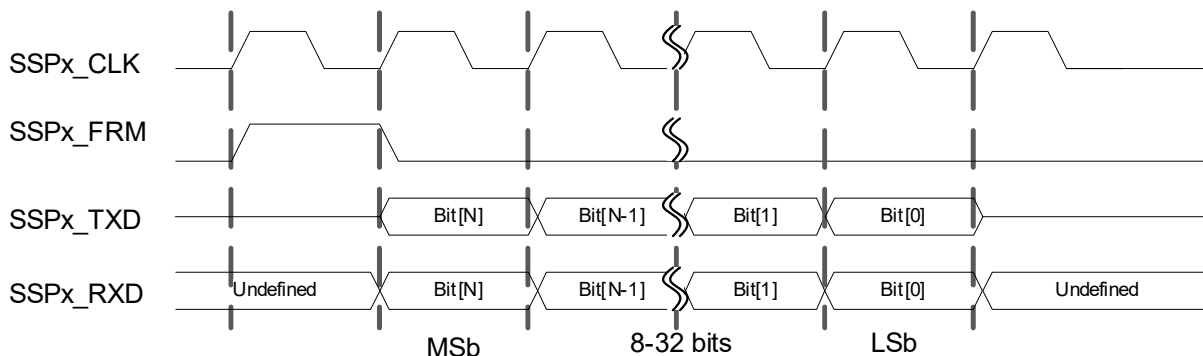 SSPx_CLK
SSPx_FRM
SSPx_TXD
Bit[N]
Bit[N-1]
Bit[1]
Bit[0]
SSPx_RXD
Undefined
Bit[N]
Bit[N-1]
Bit[1]
Bit[0]
Undefined
MSb
8-32 bits
LSb